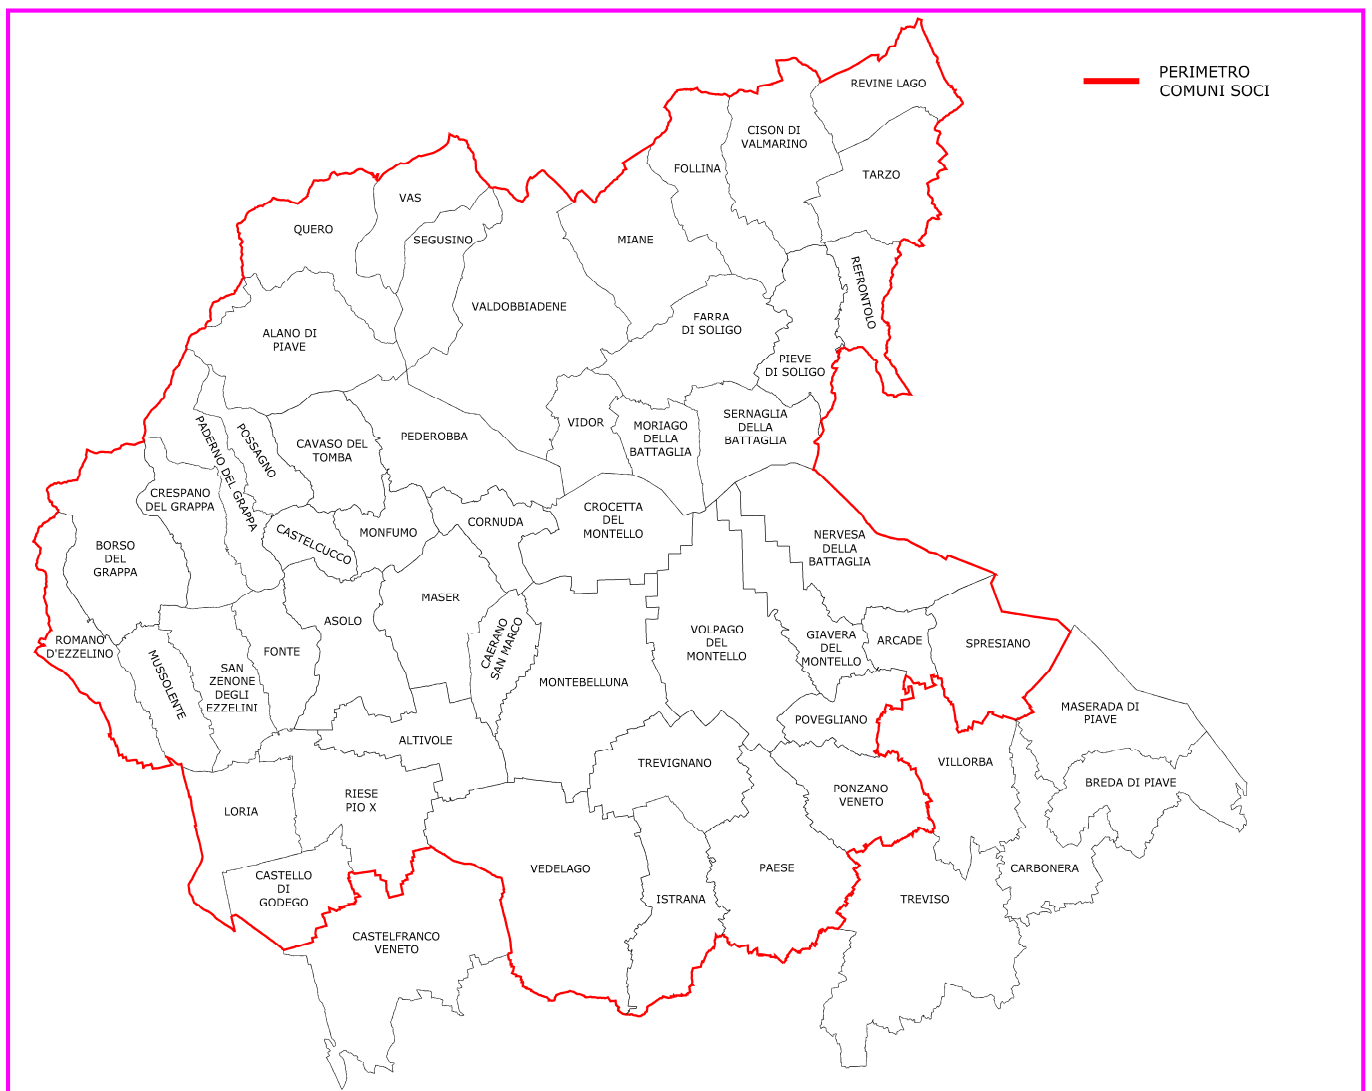 PERIMETRO
COMUNI SOCI
REVINE LAGO
CISON DI
VALMARINO
FOLLINA
TARZO
VAS
QUERO
SEGUSINO
MIANE
REFRONTOLO
VALDOBBIADENE
FARRA
DI SOLIGO
ALANO DI
PIAVE
PIEVE
DI SOLIGO
PADERNO DEL GRAPPA
POSSAGNO
CAVASO DEL
TOMBA
PEDEROBBA
VIDOR
MORIAGO
DELLA
BATTAGLIA
SERNAGLIA
DELLA
BATTAGLIA
CRESPANO
DEL GRAPPA
CASTELCUCCO
MONFUMO
CORNUDA
CROCETTA
DEL
MONTELLO
NERVESA
DELLA
BATTAGLIA
BORSO
DEL
GRAPPA
MASER
ASOLO
CAERANO
SAN MARCO
ROMANO
D'EZZELINO
MUSSOLENTE
SAN
ZENONE
DEGLI
EZZELINI
FONTE
MONTEBELLUNA
VOLPAGO
DEL
MONTELLO
GIAVERA
DEL
MONTELLO
ARCADE
SPRESIANO
POVEGLIANO
MASERADA DI
PIAVE
ALTIVOLE
TREVIGNANO
VILLORBA
BREDA DI PIAVE
PONZANO
VENETO
LORIA
RIESE
PIO X
VEDELAGO
PAESE
CARBONERA
CASTELLO
DI
GODEGO
ISTRANA
TREVISO
CASTELFRANCO
VENETO